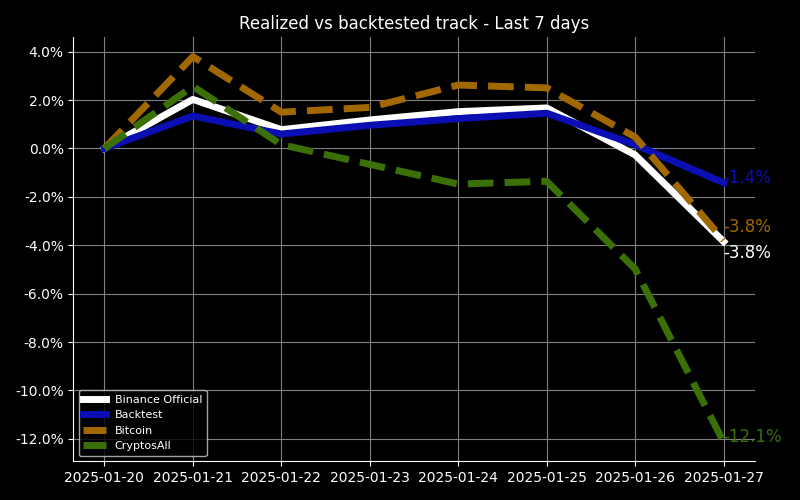 Realized vs backtested track - Last 7 days
4.0%
2.0%
0.0%
-2.0%
-4.0%
-6.0%
-8.0%
-10.0%
-12.0%
-1.4%
-3.8%
-3.8%
-12.1%
Binance Official
Backtest
Bitcoin
CryptosAll
2025-01-20 2025-01-21 2025-01-22 2025-01-23 2025-01-24 2025-01-25 2025-01-26 2025-01-27